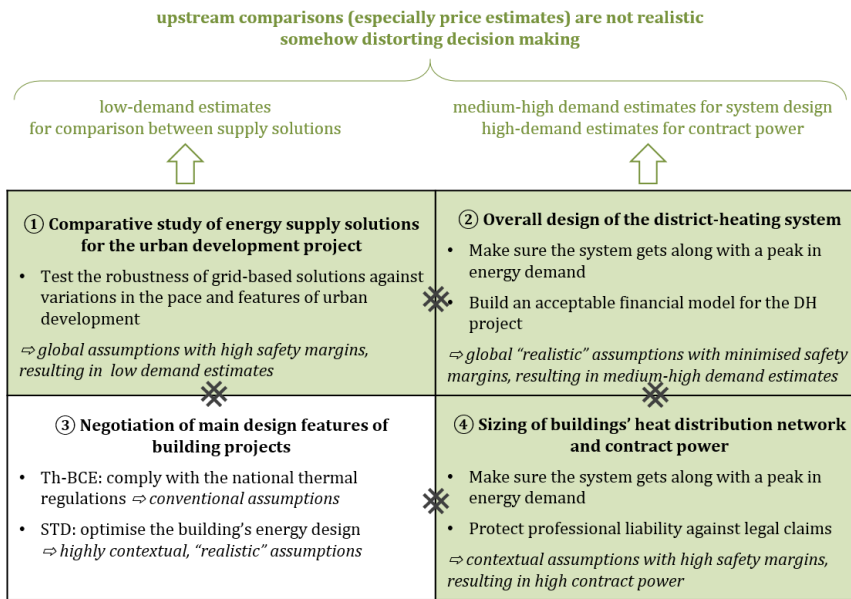 upstream comparisons (especially price estimates) are not realistic
somehow distorting decision making
low-demand estimates
for comparison between supply solutions
medium-high demand estimates for system design
high-demand estimates for contract power
① Comparative study of energy supply solutions
for the urban development project
• Test the robustness of grid-based solutions against
variations in the pace and features of urban
development
⇨ global assumptions with high safety margins,
resulting in low demand estimates
② Overall design of the district-heating system
• Make sure the system gets along with a peak in
energy demand
• Build an acceptable financial model for the DH
project
⇨ global “realistic” assumptions with minimised safety
margins, resulting in medium-high demand estimates
③ Negotiation of main design features of
building projects
• Th-BCE: comply with the national thermal
regulations ⇨ conventional assumptions
• STD: optimise the building’s energy design
⇨ highly contextual, “realistic” assumptions
④ Sizing of buildings’ heat distribution network
and contract power
• Make sure the system gets along with a peak in
energy demand
• Protect professional liability against legal claims
⇨ contextual assumptions with high safety margins,
resulting in high contract power